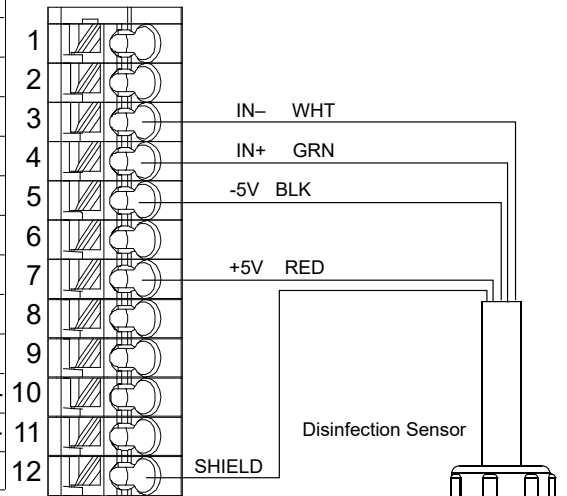 1
2
3 IN– WHT
4 IN+ GRN
5 -5V BLK
6
7 +5V RED
8
9
10
11 Disinfection Sensor
12 SHIELD